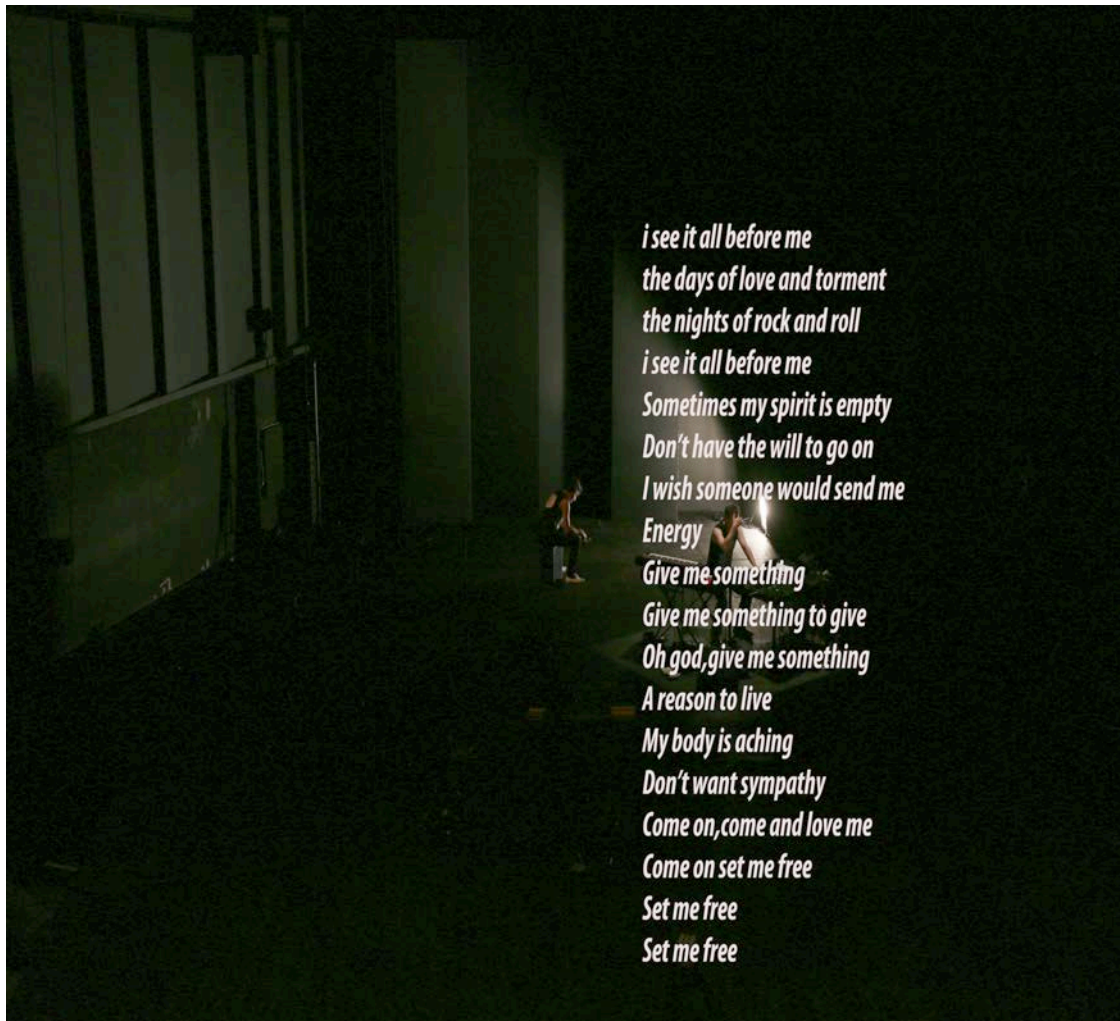 i see it all before me
the days of love and torment
the nights of rock and roll
i see it all before me
Sometimes my spirit is empty
Don't have the will to go on
I wish someone would send me
Energy
Give me something
Give me something to give
Oh god,give me something
A reason to live
My body is aching
Don't want sympathy
Come on,come and love me
Come on set me free
Set me free
Set me free